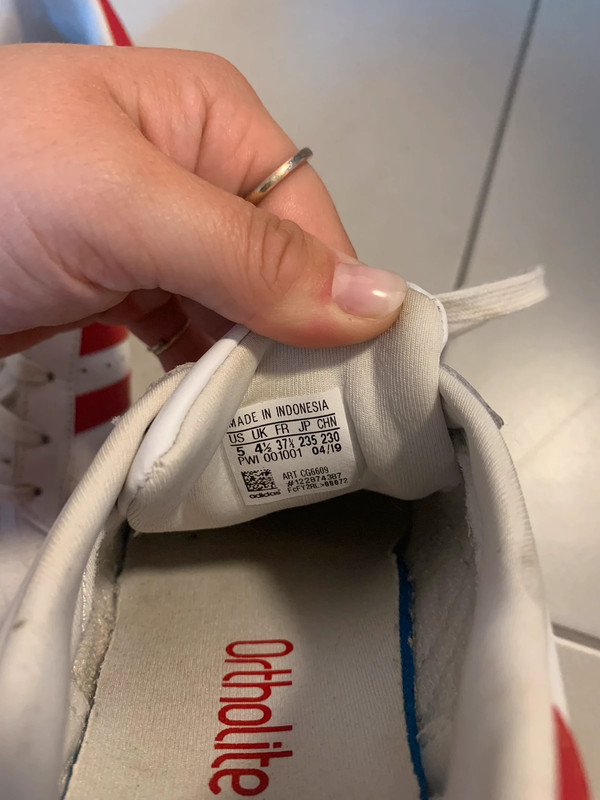 MADE IN INDONESIA
US UK FR JP CHN
5 4½ 37⅓ 235 230
PWI 001001 04/19
ART CG6609
#122874387
adidas
OrthoLite